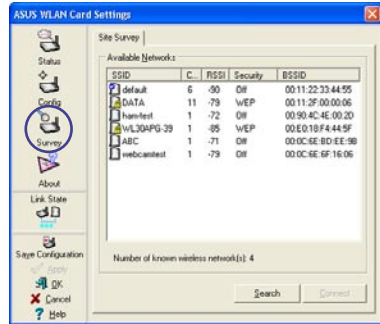 ASUS WLAN Card Settings
Status
Config
Survey
About
Link State
Save Configuration
Apply
OK
Cancel
Help
Site Survey
Available Networks
SSID C... RSSI Security BSSID
default 6 -90 Off 00:11:22:33:44:55
DATA 11 -79 WEP 00:11:2F:00:00:06
ham-test 1 -72 Off 00:90:4C:4E:00:2D
WL30APG-39 1 -85 WEP 00:E0:18:F4:44:5F
ABC 1 -71 Off 00:0C:6E:BD:EE:98
webcamtest 1 -79 Off 00:0C:6E:6F:16:06
Number of known wireless network(s): 4
Search Connect